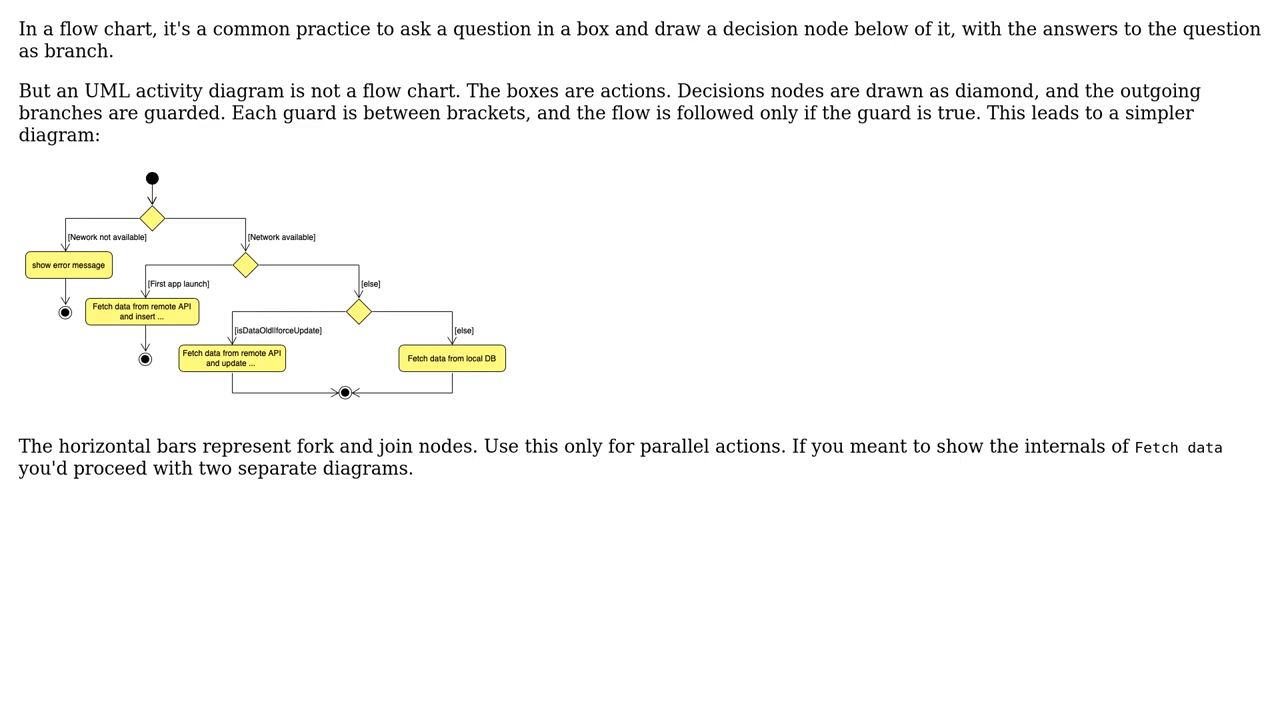 In a flow chart, it's a common practice to ask a question in a box and draw a decision node below of it, with the answers to the question
as branch.
But an UML activity diagram is not a flow chart. The boxes are actions. Decisions nodes are drawn as diamond, and the outgoing
branches are guarded. Each guard is between brackets, and the flow is followed only if the guard is true. This leads to a simpler
diagram:
[Nework not available]
[Network available]
show error message
[First app launch]
[else]
Fetch data from remote API
and insert ...
[isDataOld||forceUpdate]
[else]
Fetch data from remote API
and update ...
Fetch data from local DB
The horizontal bars represent fork and join nodes. Use this only for parallel actions. If you meant to show the internals of Fetch data
you'd proceed with two separate diagrams.